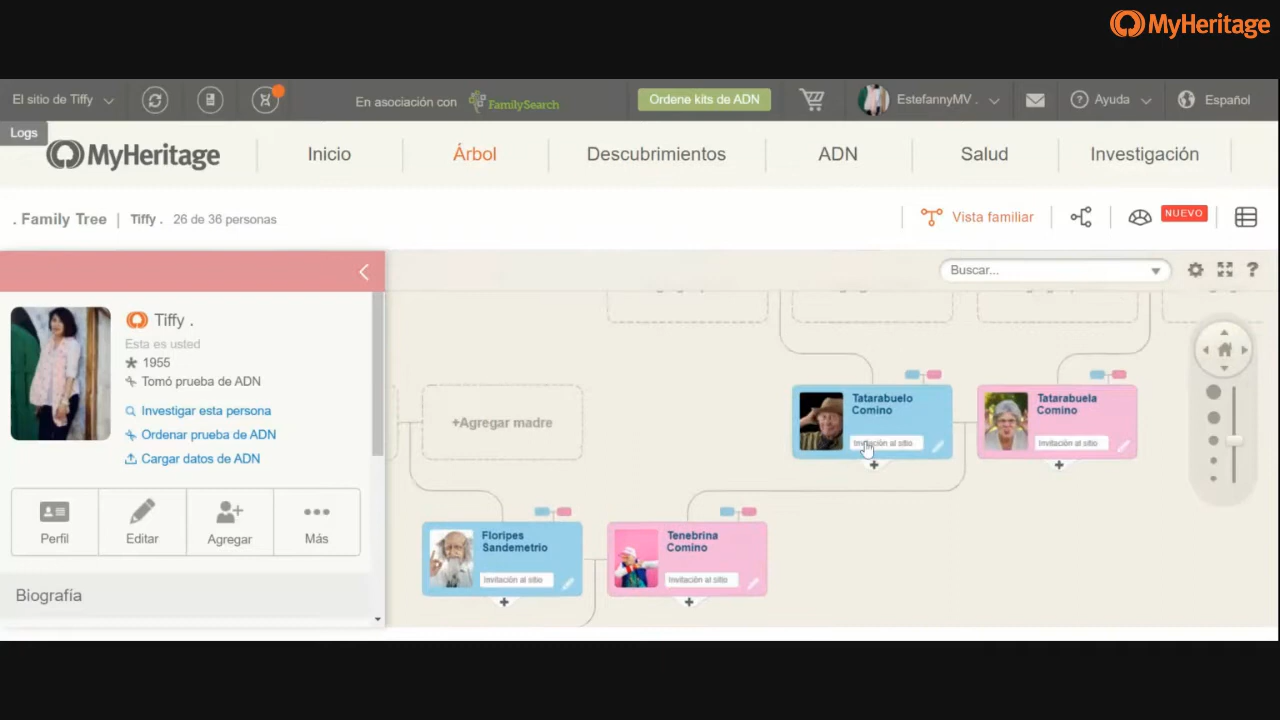 MyHeritage
El sitio de Tiffy
En asociación con FamilySearch
Ordene kits de ADN
EstefannyMV .
Ayuda
Español
Logs
MyHeritage
Inicio
Árbol
Descubrimientos
ADN
Salud
Investigación
. Family Tree | Tiffy . 26 de 36 personas
Vista familiar
NUEVO
Buscar...
Tiffy .
Esta es usted
1955
Tomó prueba de ADN
Investigar esta persona
Ordenar prueba de ADN
Cargar datos de ADN
Perfil
Editar
Agregar
Más
Biografía
+Agregar madre
Tatarabuelo
Comino
Invitación al sitio
Tatarabuela
Comino
Invitación al sitio
Floripes
Sandemetrio
Invitación al sitio
Tenebrina
Comino
Invitación al sitio